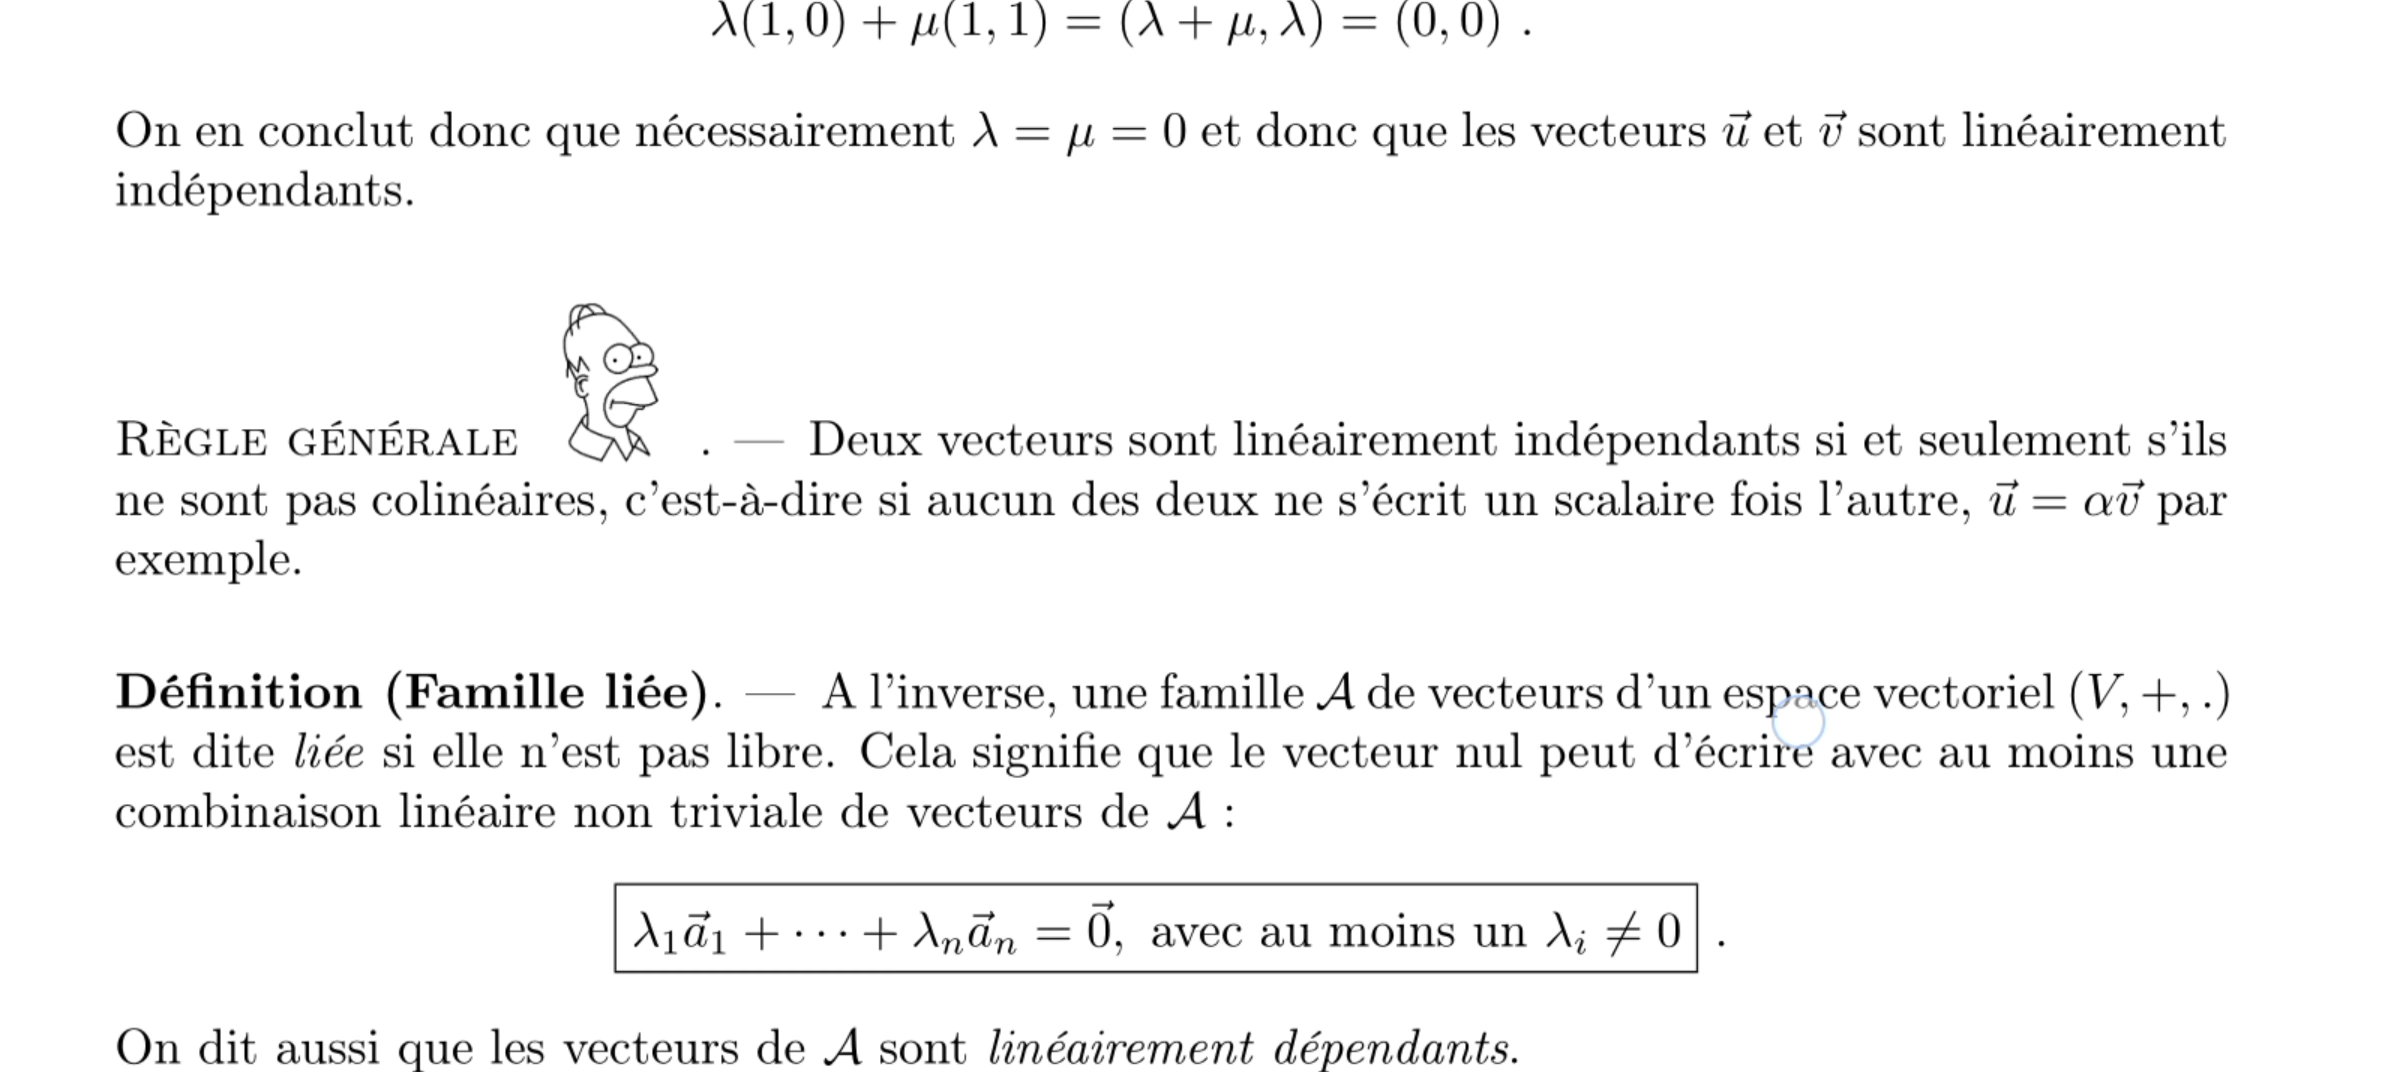 λ(1, 0) + μ(1, 1) = (λ + μ, λ) = (0, 0) .
On en conclut donc que nécessairement λ = μ = 0 et donc que les vecteurs u⃗ et v⃗ sont linéairement
indépendants.
RÈGLE GÉNÉRALE . — Deux vecteurs sont linéairement indépendants si et seulement s'ils
ne sont pas colinéaires, c'est-à-dire si aucun des deux ne s'écrit un scalaire fois l'autre, u⃗ = αv⃗ par
exemple.
Définition (Famille liée). — A l'inverse, une famille 𝒜 de vecteurs d'un espace vectoriel (V, +, .)
est dite liée si elle n'est pas libre. Cela signifie que le vecteur nul peut d'écrire avec au moins une
combinaison linéaire non triviale de vecteurs de 𝒜 :
λ₁a⃗₁ + · · · + λₙa⃗ₙ = 0⃗, avec au moins un λᵢ ≠ 0 .
On dit aussi que les vecteurs de 𝒜 sont linéairement dépendants.